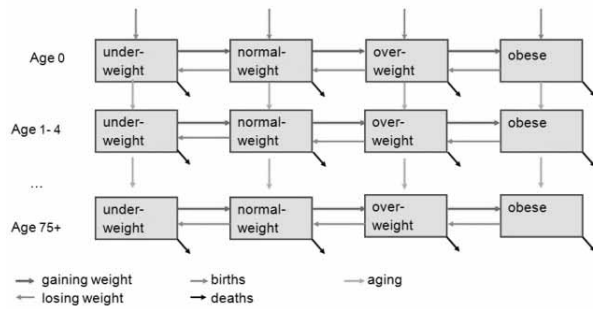 under-
weight
normal-
weight
over-
weight
obese
Age 0
under-
weight
normal-
weight
over-
weight
obese
Age 1- 4
...
under-
weight
normal-
weight
over-
weight
obese
Age 75+
gaining weight
births
aging
losing weight
deaths